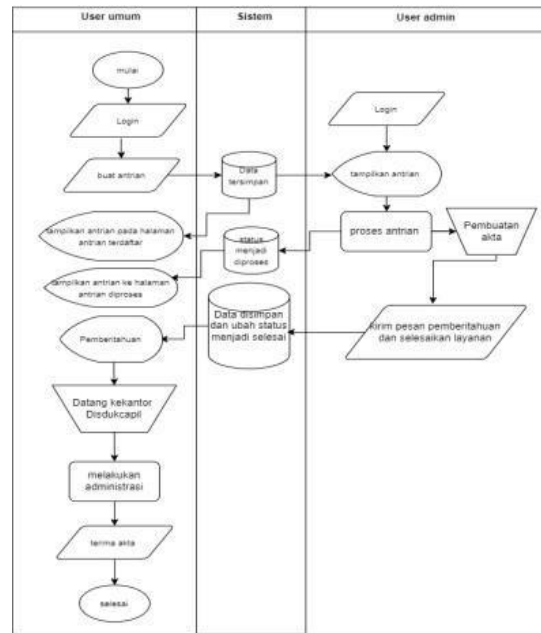 User umum
Sistem
User admin
mulai
Login
Login
buat antrian
Data
tersimpan
tampilkan antrian
tampilkan antrian pada halaman
antrian terdaftar
status
menjadi
diproses
proses antrian
Pembuatan
akta
tampilkan antrian ke halaman
antrian diproses
Data disimpan
dan ubah status
menjadi selesai
kirim pesan pemberitahuan
dan selesaikan layanan
Pemberitahuan
Datang kekantor
Disdukcapil
melakukan
administrasi
terima akta
selesai